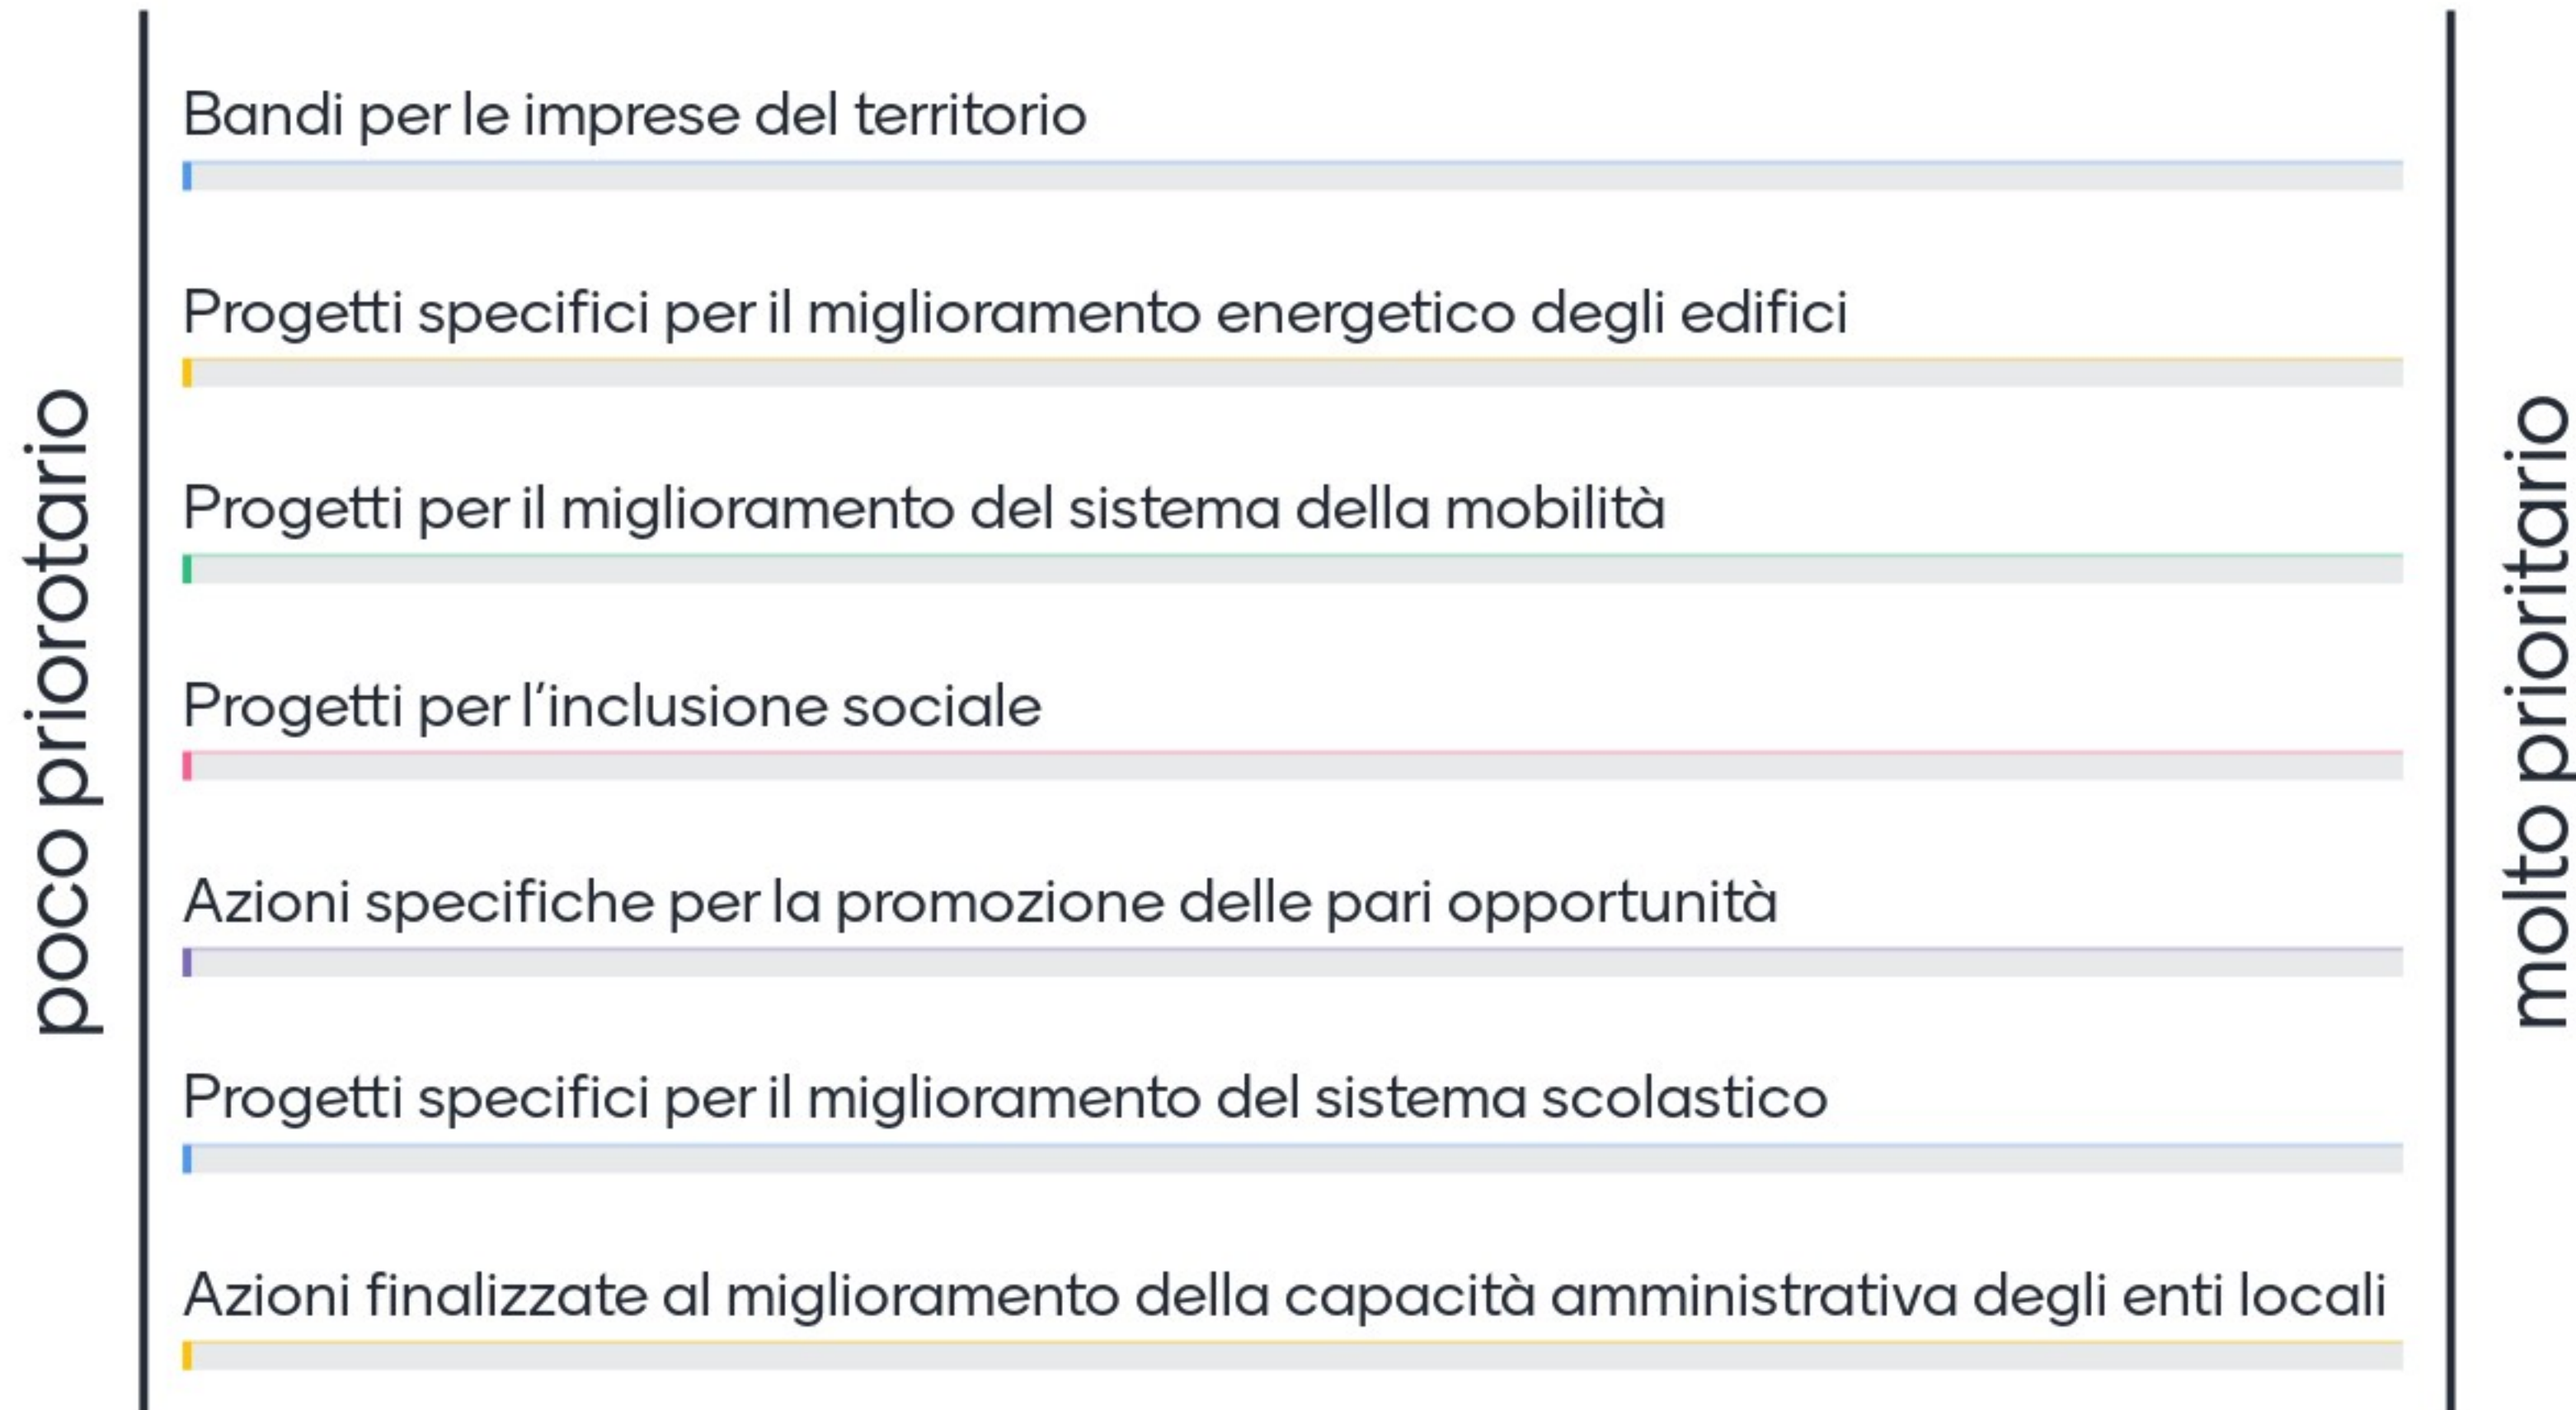 poco priorotario
Bandi per le imprese del territorio
Progetti specifici per il miglioramento energetico degli edifici
Progetti per il miglioramento del sistema della mobilità
Progetti per l’inclusione sociale
Azioni specifiche per la promozione delle pari opportunità
Progetti specifici per il miglioramento del sistema scolastico
Azioni finalizzate al miglioramento della capacità amministrativa degli enti locali
molto prioritario